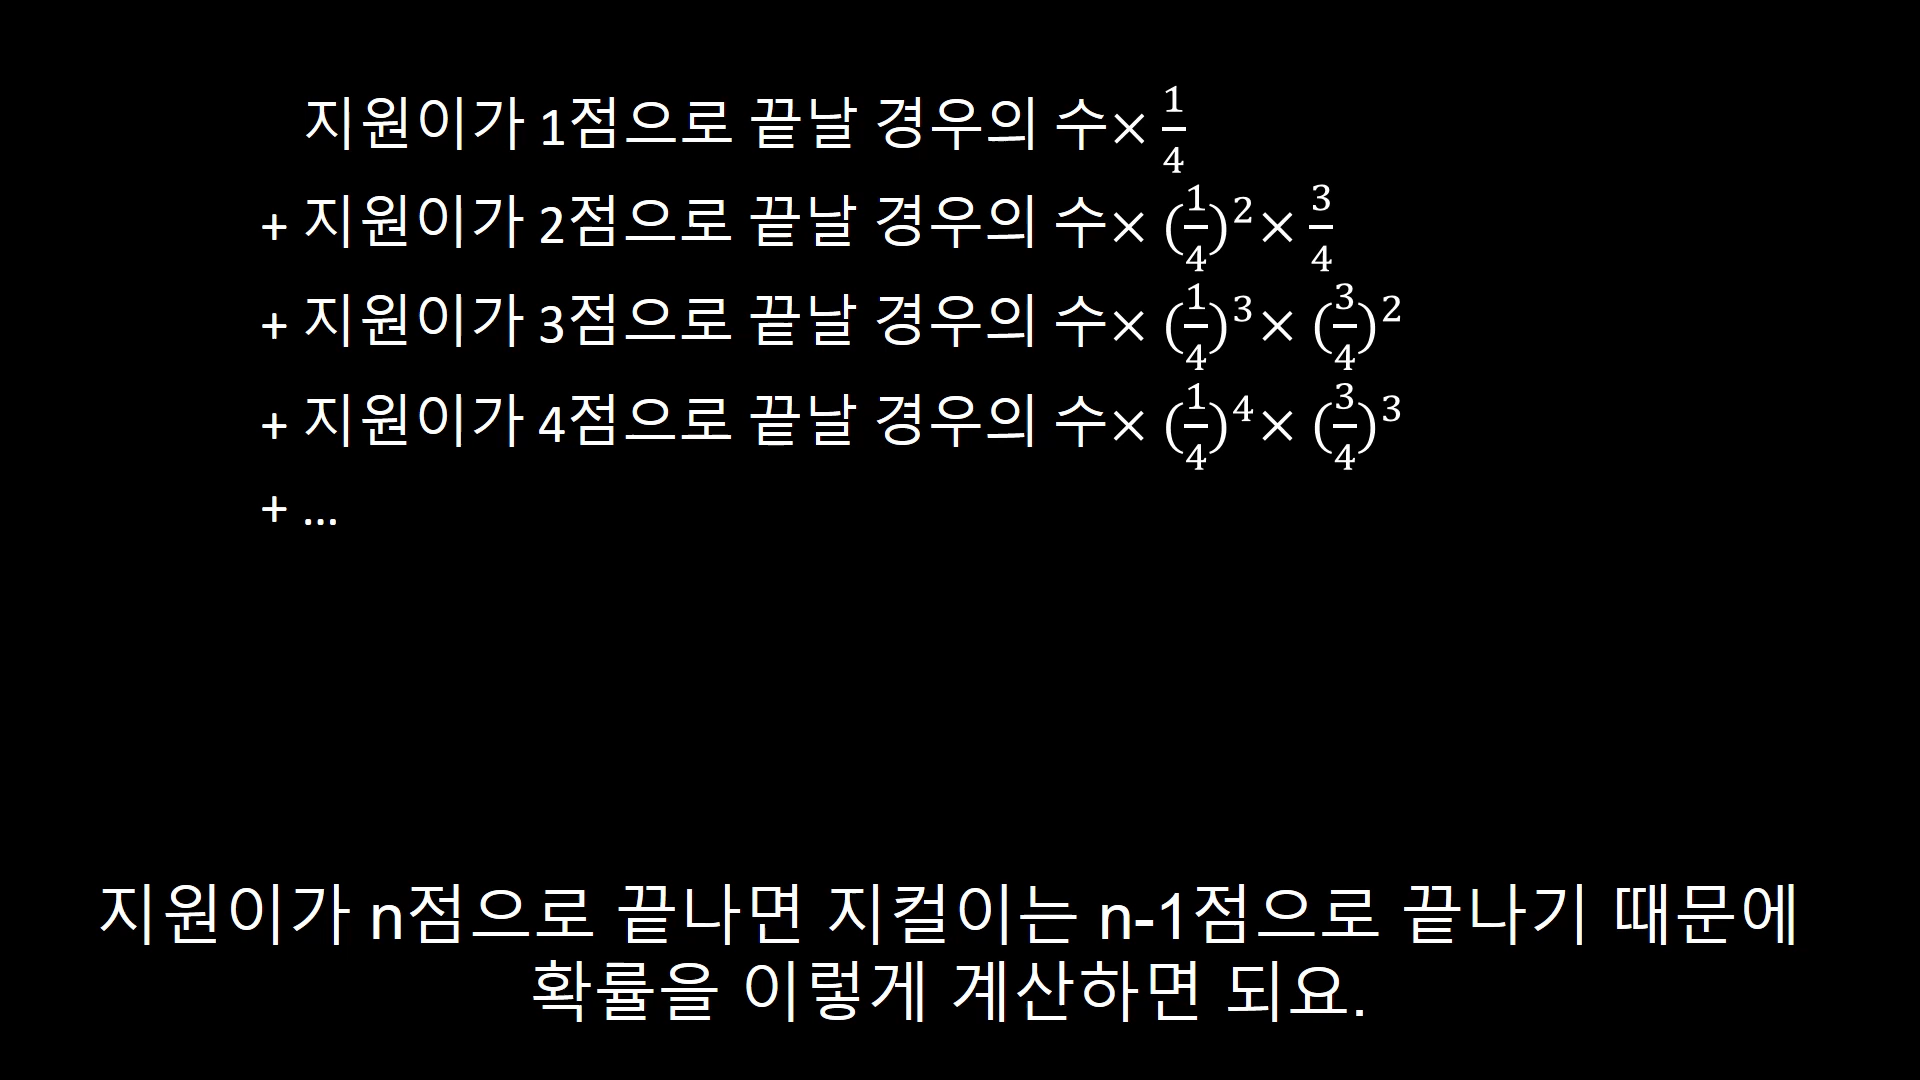 지원이가 1점으로 끝날 경우의 수× 1/4
+ 지원이가 2점으로 끝날 경우의 수× (1/4)²× 3/4
+ 지원이가 3점으로 끝날 경우의 수× (1/4)³× (3/4)²
+ 지원이가 4점으로 끝날 경우의 수× (1/4)⁴× (3/4)³
+ ...
지원이가 n점으로 끝나면 지컬이는 n-1점으로 끝나기 때문에
확률을 이렇게 계산하면 되요.